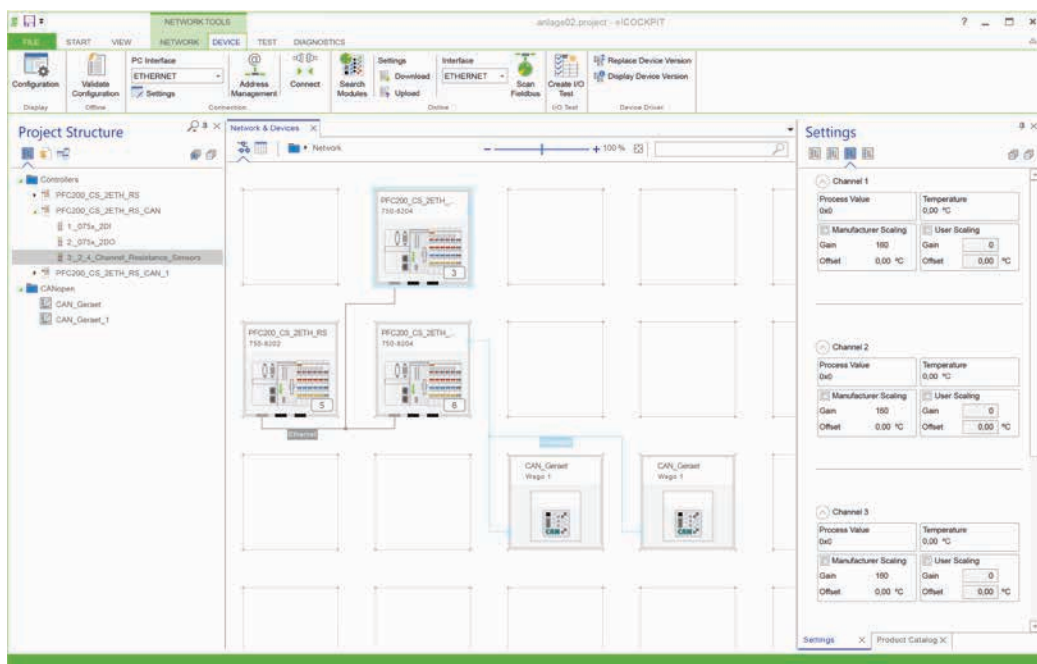 NETWORK TOOLS
anlage02.project - e!COCKPIT
FILE START VIEW NETWORK DEVICE TEST DIAGNOSTICS
Configuration
Display
Validate Configuration
Offline
PC Interface
ETHERNET
Settings
Address Management
Connect
Connection
Search Modules
Settings
Download
Upload
Interface
ETHERNET
Scan Fieldbus
Online
Create I/O Test
I/O Test
Replace Device Version
Display Device Version
Device Driver
Project Structure
Controllers
PFC200_CS_2ETH_RS
PFC200_CS_2ETH_RS_CAN
1_075x_2DI
2_075x_2DO
3_2_4_Channel_Resistance_Sensors
PFC200_CS_2ETH_RS_CAN_1
CANopen
CAN_Geraet
CAN_Geraet_1
Network & Devices
Network
100 %
PFC200_CS_2ETH_...
750-8204
3
PFC200_CS_2ETH_RS
750-8202
5
PFC200_CS_2ETH_...
750-8204
6
Ethernet
CAN_Geraet
Wago 1
CAN
CAN_Geraet
Wago 1
CAN
Settings
Channel 1
Process Value Temperature
0x0 0,00 °C
Manufacturer Scaling User Scaling
Gain 160 Gain 0
Offset 0,00 °C Offset 0,00 °C
Channel 2
Process Value Temperature
0x0 0,00 °C
Manufacturer Scaling User Scaling
Gain 160 Gain 0
Offset 0,00 °C Offset 0,00 °C
Channel 3
Process Value Temperature
0x0 0,00 °C
Manufacturer Scaling User Scaling
Gain 160 Gain 0
Offset 0,00 °C Offset 0,00 °C
Settings Product Catalog